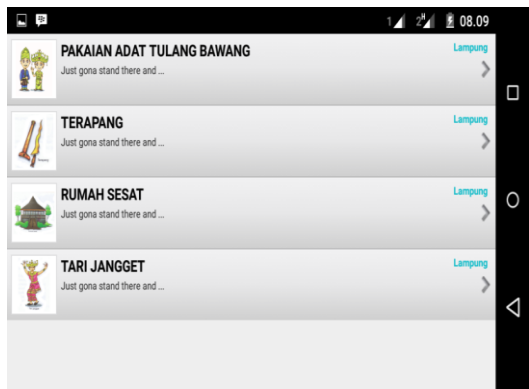 1 2 H 08.09
PAKAIAN ADAT TULANG BAWANG
Lampung
Just gona stand there and ...
TERAPANG
Lampung
Just gona stand there and ...
RUMAH SESAT
Lampung
Just gona stand there and ...
TARI JANGGET
Lampung
Just gona stand there and ...